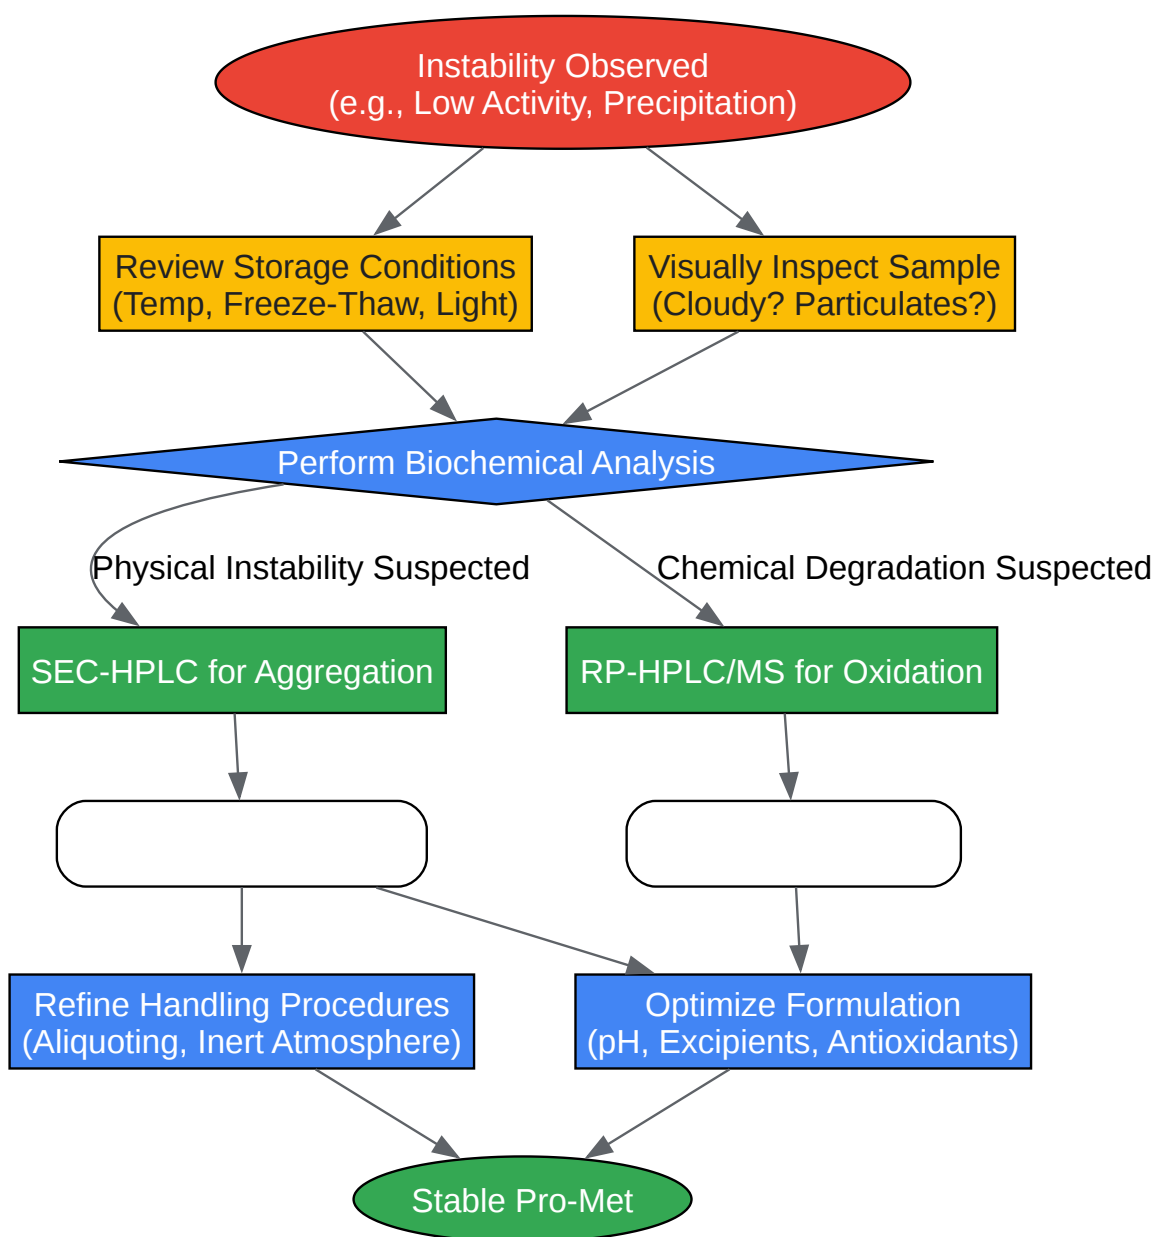 Instability Observed
(e.g., Low Activity, Precipitation)
Review Storage Conditions
(Temp, Freeze-Thaw, Light)
Visually Inspect Sample
(Cloudy? Particulates?)
Perform Biochemical Analysis
Physical Instability Suspected
Chemical Degradation Suspected
SEC-HPLC for Aggregation
RP-HPLC/MS for Oxidation
Refine Handling Procedures
(Aliquoting, Inert Atmosphere)
Optimize Formulation
(pH, Excipients, Antioxidants)
Stable Pro-Met